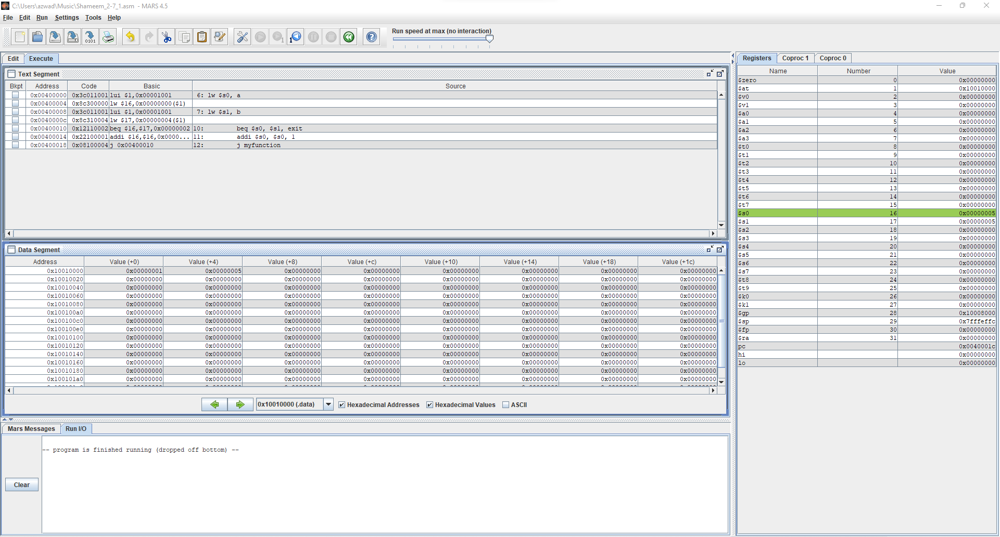 C:\Users\azwad\Music\Shameem_2-7_1.asm - MARS 4.5
File Edit Run Settings Tools Help
Run speed at max (no interaction)
Edit Execute
Text Segment
Bkpt Address Code Basic Source
0x00400000 0x3c011001 lui $1,0x00001001 6: lw $s0, a
0x00400004 0x8c300000 lw $16,0x00000000($1)
0x00400008 0x3c011001 lui $1,0x00001001 7: lw $s1, b
0x0040000c 0x8c310004 lw $17,0x00000004($1)
0x00400010 0x12110002 beq $16,$17,0x00000002 10: beq $s0, $s1, exit
0x00400014 0x22100001 addi $16,$16,0x0000... 11: addi $s0, $s0, 1
0x00400018 0x08100004 j 0x00400010 12: j myfunction
Data Segment
Address Value (+0) Value (+4) Value (+8) Value (+c) Value (+10) Value (+14) Value (+18) Value (+1c)
0x10010000 0x00000001 0x00000005 0x00000000 0x00000000 0x00000000 0x00000000 0x00000000 0x00000000
0x10010020 0x00000000 0x00000000 0x00000000 0x00000000 0x00000000 0x00000000 0x00000000 0x00000000
0x10010040 0x00000000 0x00000000 0x00000000 0x00000000 0x00000000 0x00000000 0x00000000 0x00000000
0x10010060 0x00000000 0x00000000 0x00000000 0x00000000 0x00000000 0x00000000 0x00000000 0x00000000
0x10010080 0x00000000 0x00000000 0x00000000 0x00000000 0x00000000 0x00000000 0x00000000 0x00000000
0x100100a0 0x00000000 0x00000000 0x00000000 0x00000000 0x00000000 0x00000000 0x00000000 0x00000000
0x100100c0 0x00000000 0x00000000 0x00000000 0x00000000 0x00000000 0x00000000 0x00000000 0x00000000
0x100100e0 0x00000000 0x00000000 0x00000000 0x00000000 0x00000000 0x00000000 0x00000000 0x00000000
0x10010100 0x00000000 0x00000000 0x00000000 0x00000000 0x00000000 0x00000000 0x00000000 0x00000000
0x10010120 0x00000000 0x00000000 0x00000000 0x00000000 0x00000000 0x00000000 0x00000000 0x00000000
0x10010140 0x00000000 0x00000000 0x00000000 0x00000000 0x00000000 0x00000000 0x00000000 0x00000000
0x10010160 0x00000000 0x00000000 0x00000000 0x00000000 0x00000000 0x00000000 0x00000000 0x00000000
0x10010180 0x00000000 0x00000000 0x00000000 0x00000000 0x00000000 0x00000000 0x00000000 0x00000000
0x100101a0 0x00000000 0x00000000 0x00000000 0x00000000 0x00000000 0x00000000 0x00000000 0x00000000
0x10010000 (.data) Hexadecimal Addresses Hexadecimal Values ASCII
Mars Messages Run I/O
-- program is finished running (dropped off bottom) --
Clear
Registers Coproc 1 Coproc 0
Name Number Value
$zero 0 0x00000000
$at 1 0x10010000
$v0 2 0x00000000
$v1 3 0x00000000
$a0 4 0x00000000
$a1 5 0x00000000
$a2 6 0x00000000
$a3 7 0x00000000
$t0 8 0x00000000
$t1 9 0x00000000
$t2 10 0x00000000
$t3 11 0x00000000
$t4 12 0x00000000
$t5 13 0x00000000
$t6 14 0x00000000
$t7 15 0x00000000
$s0 16 0x00000005
$s1 17 0x00000005
$s2 18 0x00000000
$s3 19 0x00000000
$s4 20 0x00000000
$s5 21 0x00000000
$s6 22 0x00000000
$s7 23 0x00000000
$t8 24 0x00000000
$t9 25 0x00000000
$k0 26 0x00000000
$k1 27 0x00000000
$gp 28 0x10008000
$sp 29 0x7fffeffc
$fp 30 0x00000000
$ra 31 0x00000000
pc 0x0040001c
hi 0x00000000
lo 0x00000000